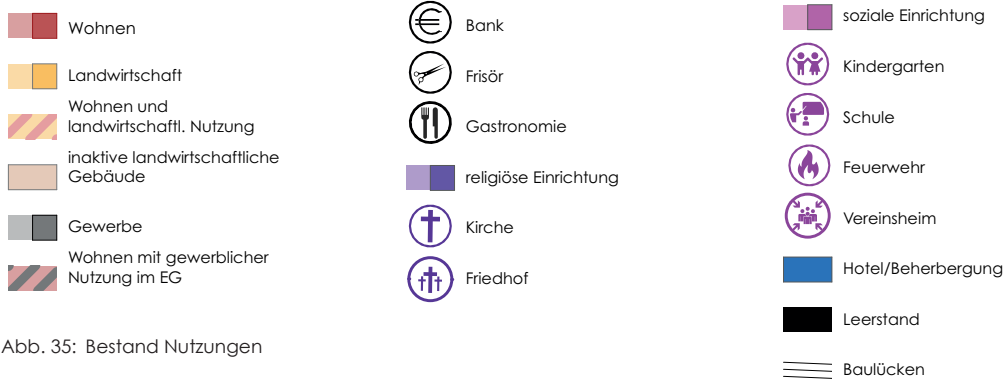 Wohnen
Landwirtschaft
Wohnen und
landwirtschaftl. Nutzung
inaktive landwirtschaftliche
Gebäude
Gewerbe
Wohnen mit gewerblicher
Nutzung im EG
Bank
Frisör
Gastronomie
religiöse Einrichtung
Kirche
Friedhof
soziale Einrichtung
Kindergarten
Schule
Feuerwehr
Vereinsheim
Hotel/Beherbergung
Leerstand
Baulücken
Abb. 35: Bestand Nutzungen